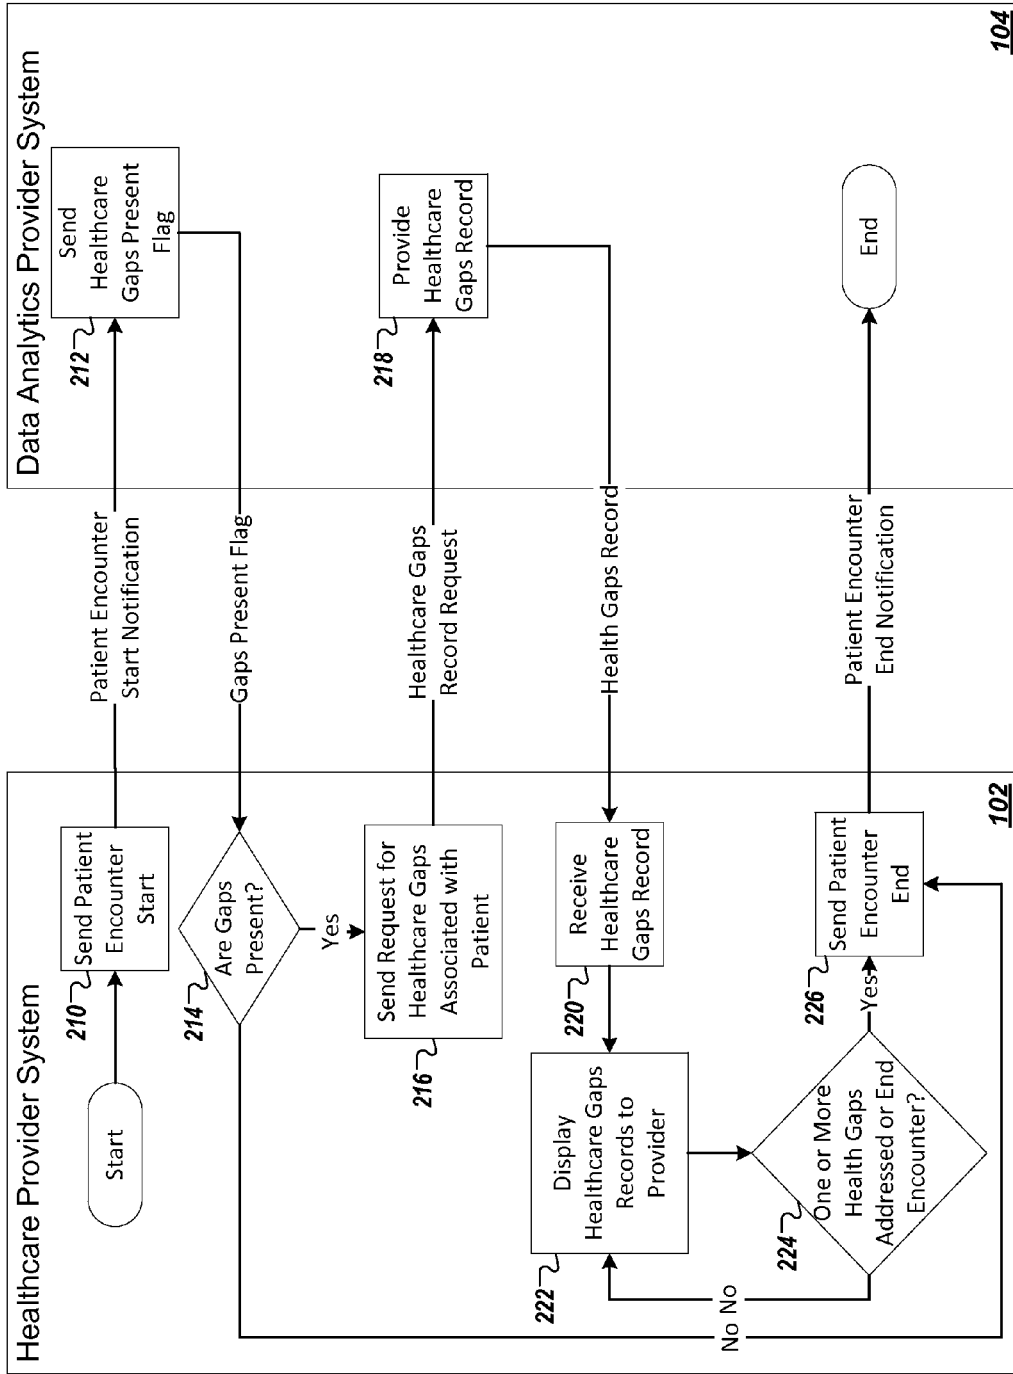 Healthcare Provider System
Start
210
Send Patient
Encounter
Start
214
Are Gaps
Present?
Yes
216
Send Request for
Healthcare Gaps
Associated with
Patient
220
Receive
Healthcare
Gaps Record
222
Display
Healthcare Gaps
Records to
Provider
224
One or More
Health Gaps
Addressed or End
Encounter?
No
No
Yes
226
Send Patient
Encounter
End
102
Patient Encounter
Start Notification
Gaps Present Flag
Healthcare Gaps
Record Request
Health Gaps Record
Patient Encounter
End Notification
Data Analytics Provider System
212
Send
Healthcare
Gaps Present
Flag
218
Provide
Healthcare
Gaps Record
End
104